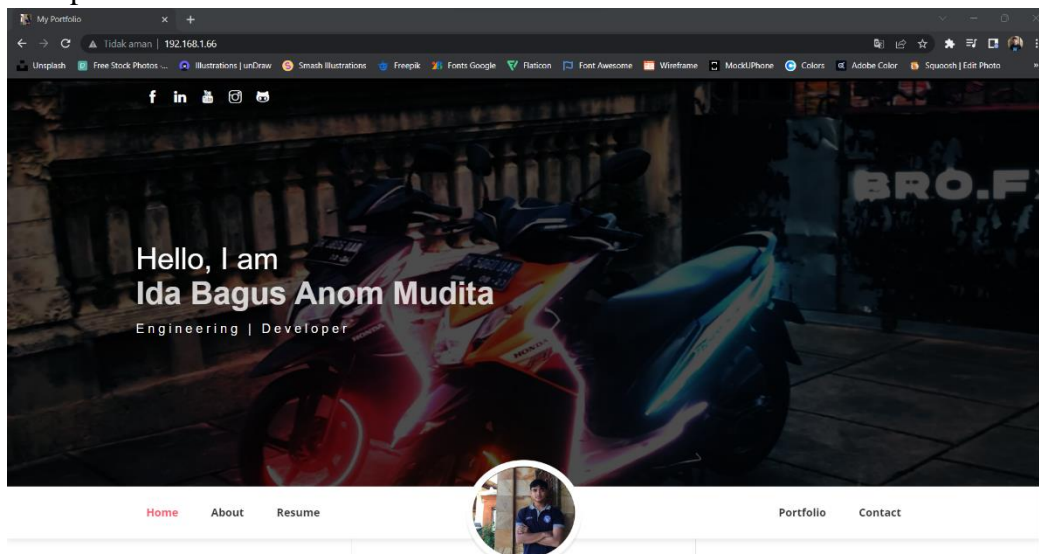 My Portfolio
Tidak aman | 192.168.1.66
Unsplash Free Stock Photos -... Illustrations | unDraw Smash Illustrations Freepik Fonts Google Flaticon Font Awesome Wireframe MockUPhone Colors Adobe Color Squoosh | Edit Photo
BRO.F
Hello, I am
Ida Bagus Anom Mudita
Engineering | Developer
HONDA
HONDA
Home About Resume Portfolio Contact